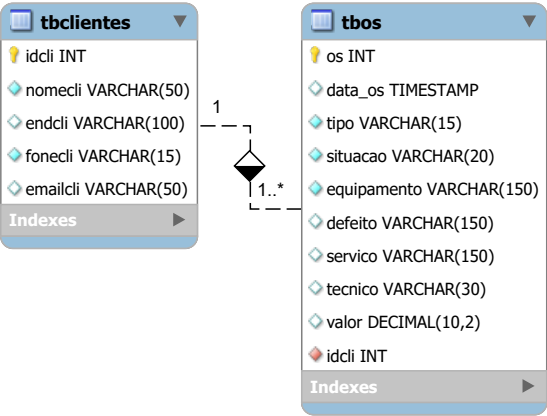 tbclientes
idcli INT
nomecli VARCHAR(50)
endcli VARCHAR(100)
fonecli VARCHAR(15)
emailcli VARCHAR(50)
Indexes
1
1..*
tbos
os INT
data_os TIMESTAMP
tipo VARCHAR(15)
situacao VARCHAR(20)
equipamento VARCHAR(150)
defeito VARCHAR(150)
servico VARCHAR(150)
tecnico VARCHAR(30)
valor DECIMAL(10,2)
idcli INT
Indexes